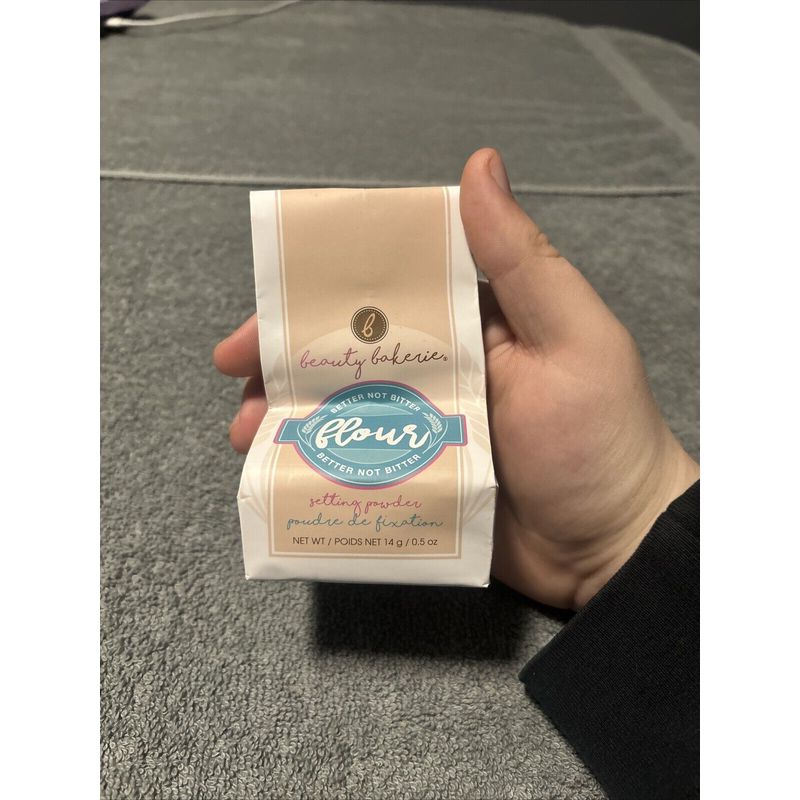 b
beauty bakerie®
BETTER NOT BITTER
flour
BETTER NOT BITTER
setting powder
poudre de fixation
NET WT / POIDS NET 14 g / 0.5 oz